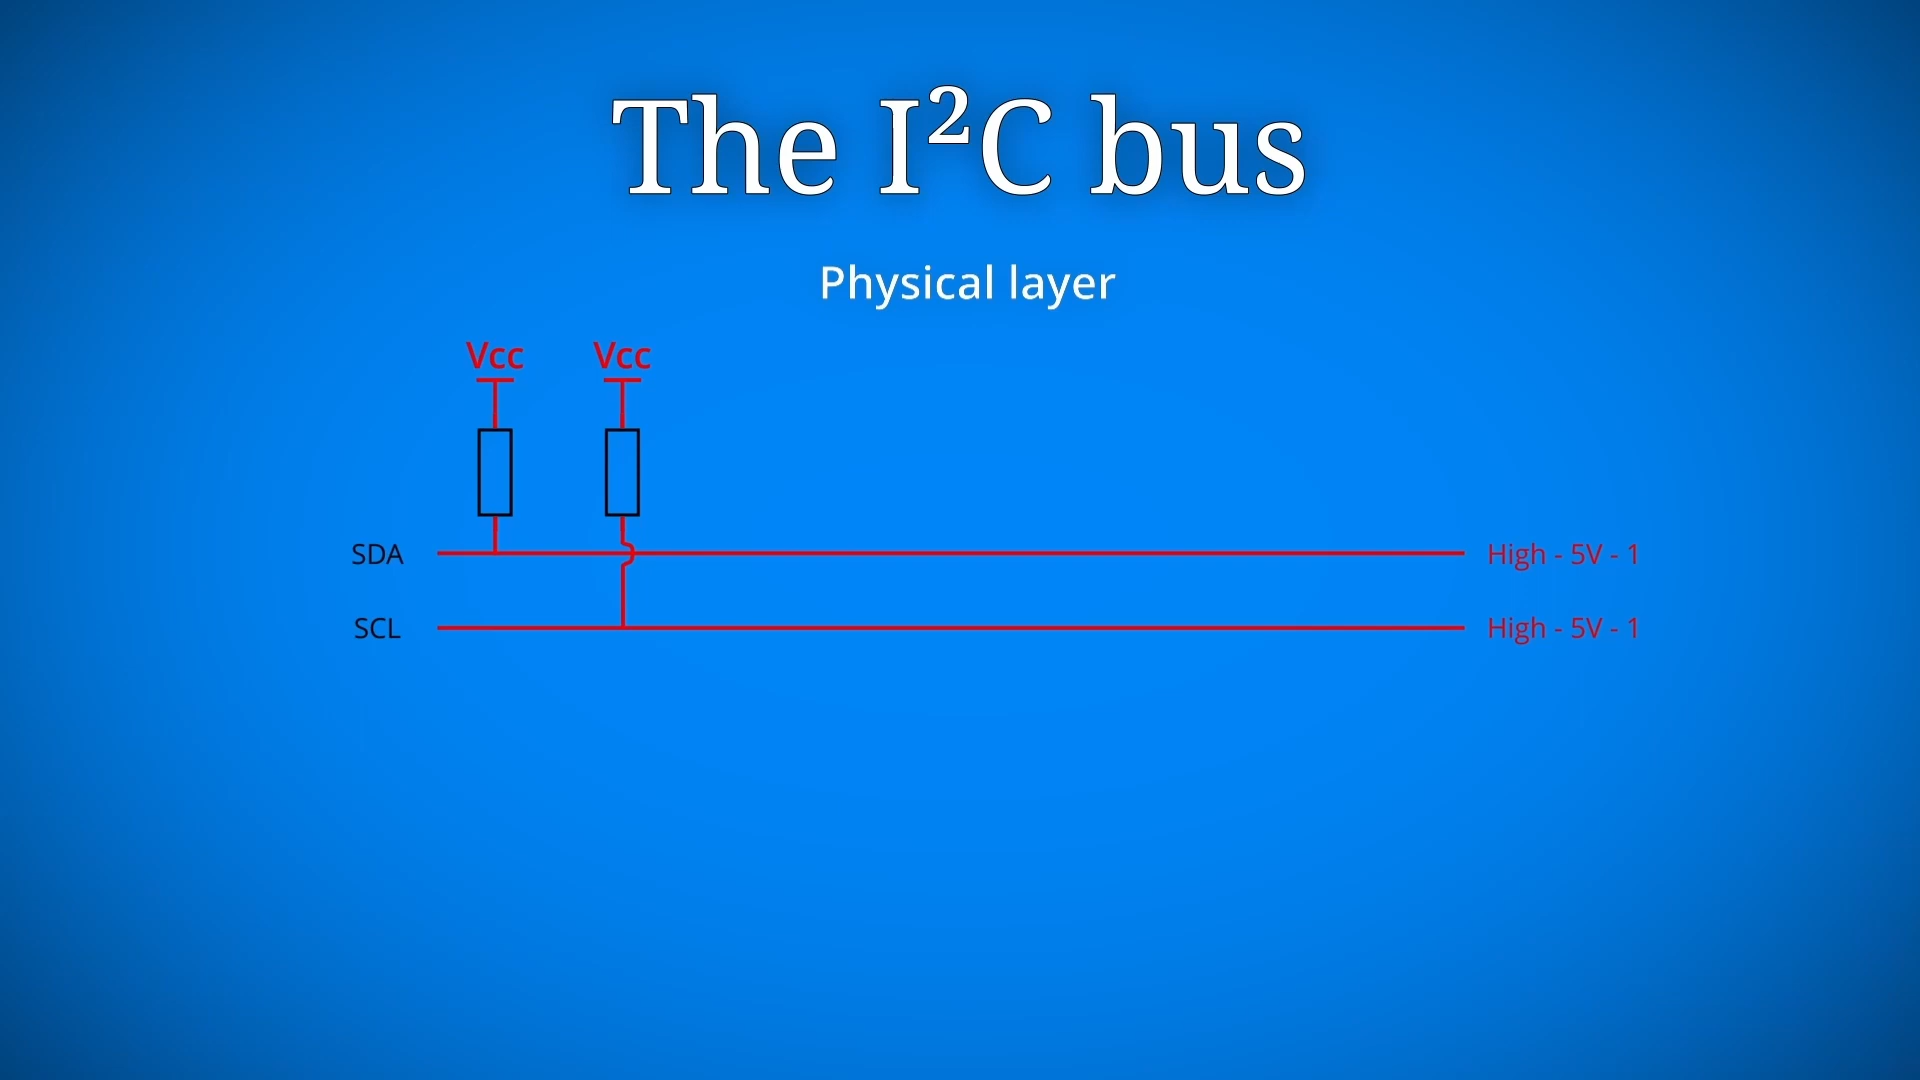 The I²C bus
Physical layer
Vcc Vcc
SDA High - 5V - 1
SCL High - 5V - 1